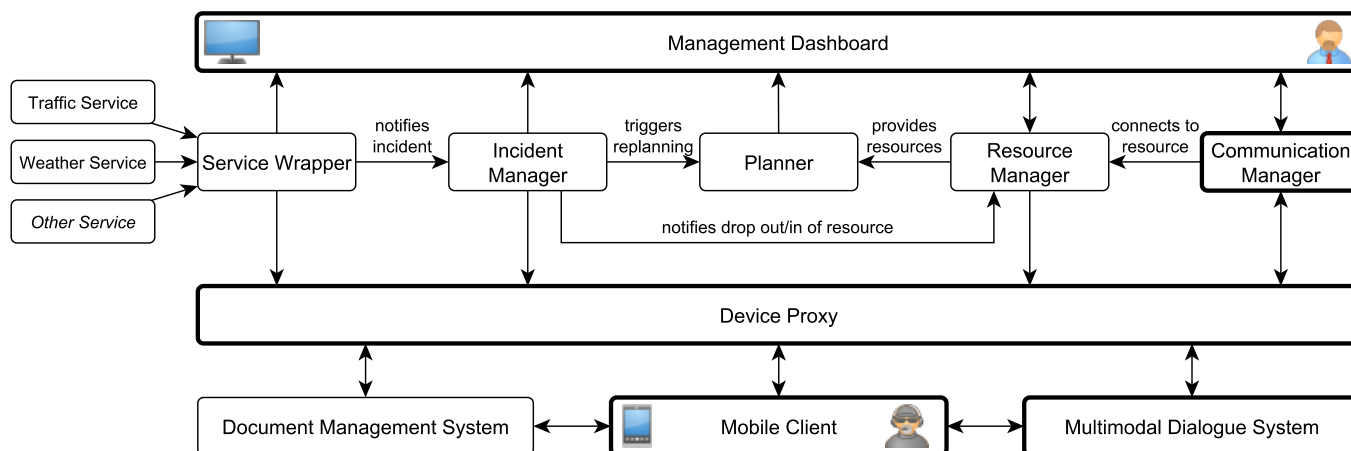 Management Dashboard
Traffic Service
Weather Service
Other Service
Service Wrapper
notifies
incident
Incident
Manager
triggers
replanning
Planner
provides
resources
Resource
Manager
connects to
resource
Communication
Manager
notifies drop out/in of resource
Device Proxy
Document Management System
Mobile Client
Multimodal Dialogue System